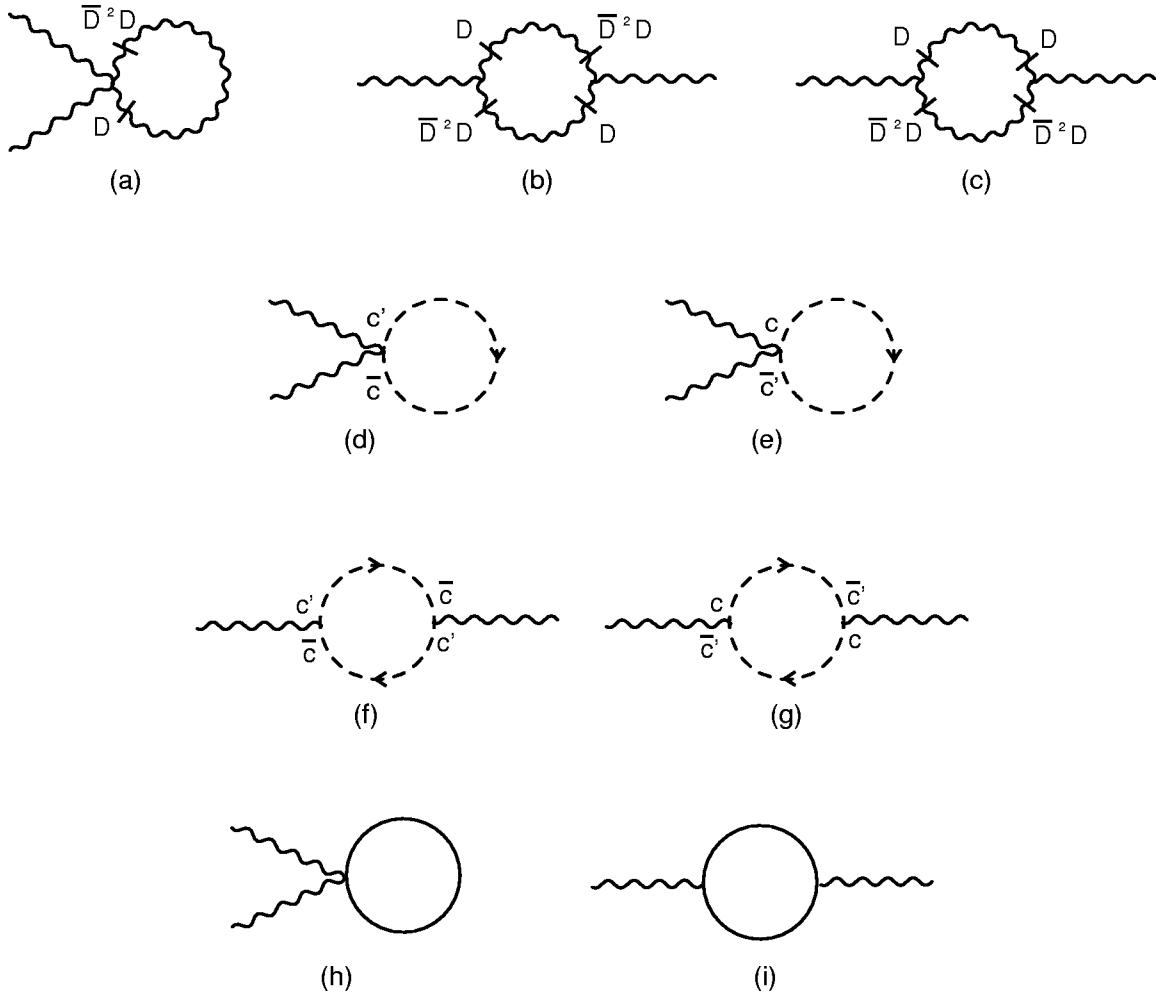 D̅ ²D
D
(a)
D
D̅ ²D
D̅ ²D
D
(b)
D
D
D̅ ²D
D̅ ²D
(c)
c'
c̅
(d)
c
c̅'
(e)
c'
c̅
c̅
c'
(f)
c
c̅'
c̅'
c
(g)
(h)
(i)